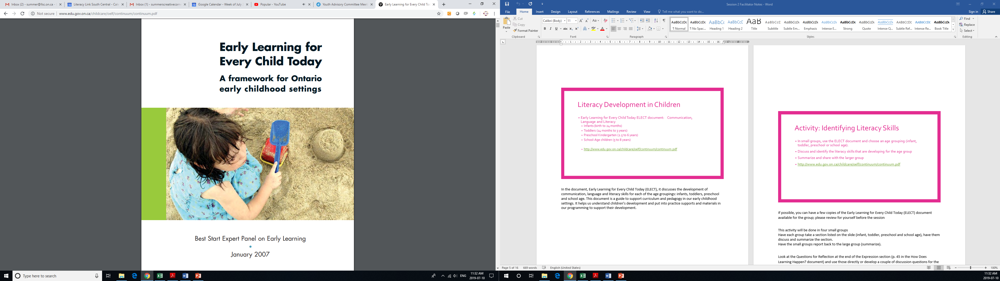 Inbox (2) - summer@llsc.on.ca -
Literacy Link South Central - Cale
Inbox (1) - summerscreativecom
Google Calendar - Week of July
Popular - YouTube
Youth Advisory Committee Meet
Early Learning for Every Child To
Not secure | www.edu.gov.on.ca/childcare/oelf/continuum/continuum.pdf
Early Learning for
Every Child Today
A framework for Ontario
early childhood settings
Best Start Expert Panel on Early Learning
January 2007
Type here to search
ENG
11:32 AM
2019-07-10
Session 2 Facilitator Notes - Word
Sign in
Share
File
Home
Insert
Design
Layout
References
Mailings
Review
View
Tell me what you want to do...
Paste
Cut
Copy
Format Painter
Clipboard
Calibri (Body)
11
Font
Paragraph
¶ Normal
¶ No Spac...
Heading 1
Heading 2
Title
Subtitle
Subtle Em...
Emphasis
Intense E...
Strong
Quote
Intense Q...
Subtle Ref...
Intense Re...
Book Title
Styles
Find
Replace
Select
Editing
Literacy Development in Children
• Early Learning for Every Child Today ELECT document: Communication,
Language and Literacy
• Infants (birth to 24 months)
• Toddlers (14 months to 3 years)
• Preschool Kindergarten (2.5 to 6 years)
• School-Age children (5 to 8 years)
• http://www.edu.gov.on.ca/childcare/oelf/continuum/continuum.pdf
In the document, Early Learning for Every Child Today (ELECT), it discusses the development of
communication, language and literacy skills for each of the age groupings: infants, toddlers, preschool
and school age. This document is a guide to support curriculum and pedagogy in our early childhood
settings. It helps us understand children's development and put into practice supports and materials in
our programming to support their development.
Activity: Identifying Literacy Skills
• In small groups, use the ELECT document and choose an age grouping (infant,
toddler, preschool or school age).
• Discuss and identify the literacy skills that are developing for the age group
• Summarize and share with the larger group
• http://www.edu.gov.on.ca/childcare/oelf/continuum/continuum.pdf
If possible, you can have a few copies of the Early Learning for Every Child Today (ELECT) document
available for the group; please review for yourself before the session
This activity will be done in four small groups
Have each group take a section listed on the slide (infant, toddler, preschool and school age), have them
discuss and summarize the section.
Have the small groups report back to the large group (summarize).
Look at the Questions for Reflection at the end of the Expression section (p. 45 in the How Does
Learning Happen? document) and use those directly or develop a couple of discussion questions for the
Page 5 of 16
669 words
English (United States)
100%
11:32 AM
2019-07-10